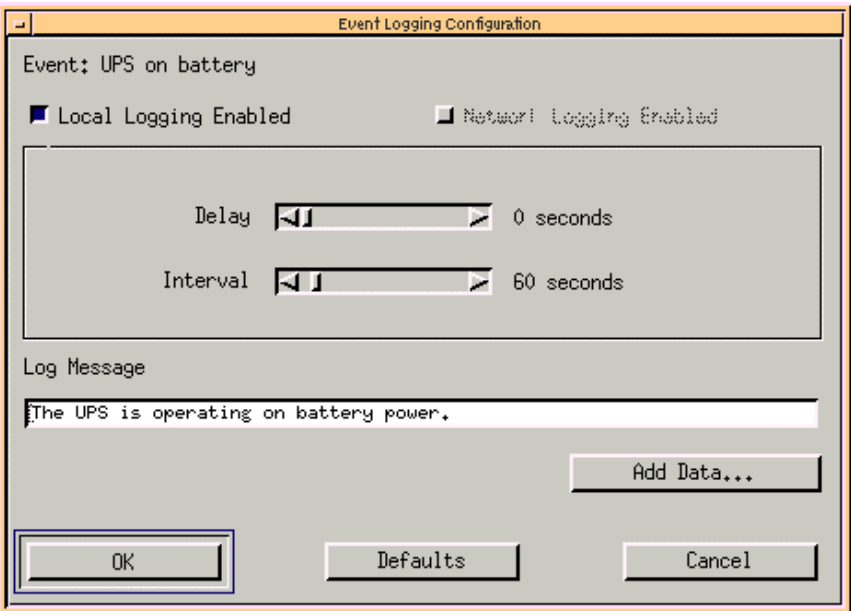 Event Logging Configuration
Event: UPS on battery
Local Logging Enabled
Network Logging Enabled
Delay
0 seconds
Interval
60 seconds
Log Message
The UPS is operating on battery power.
Add Data...
OK
Defaults
Cancel